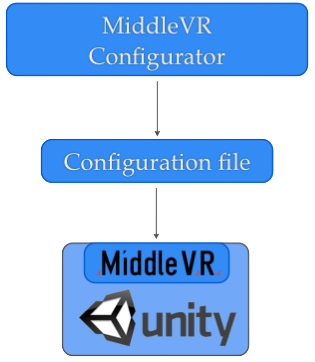 MiddleVR
Configurator
Configuration file
MiddleVR
unity